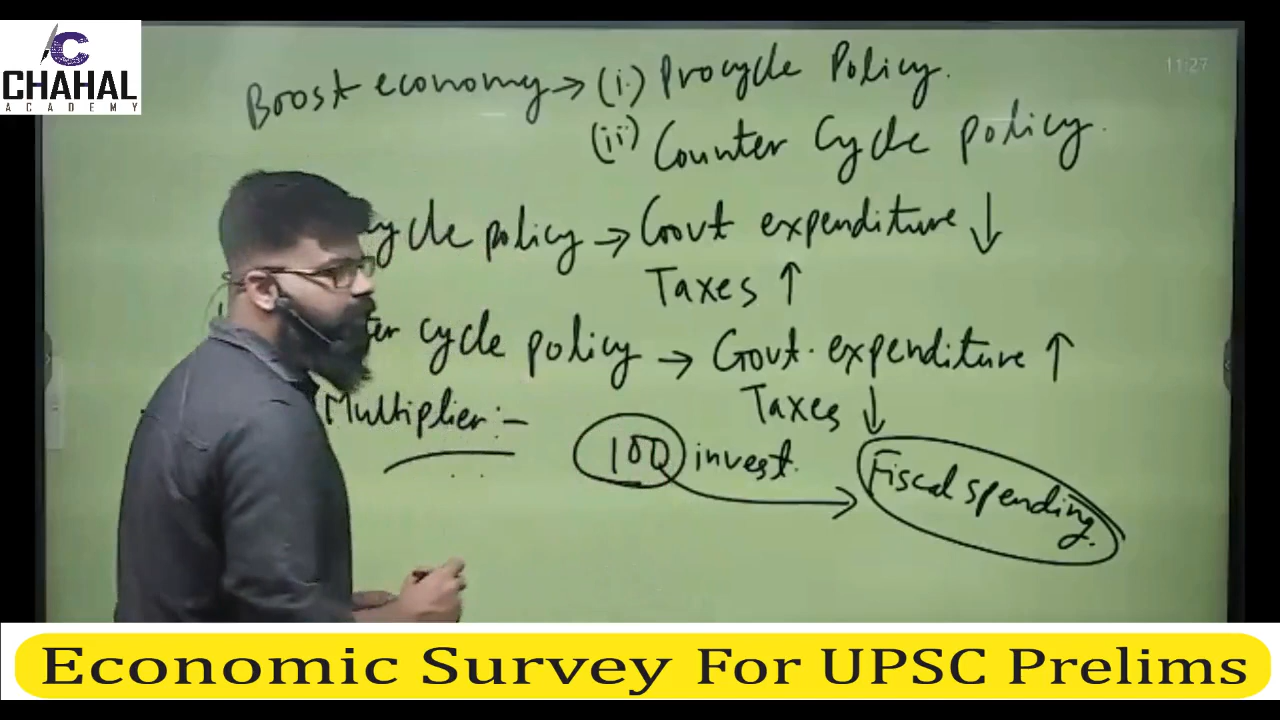 CHAHAL
ACADEMY
11:27
Boost economy → (i) Procycle Policy.
(ii) Counter Cycle policy.
cycle policy → Govt expenditure ↓
Taxes ↑
ter cycle policy → Govt. expenditure ↑
Taxes ↓
Multiplier:-
100 invest. → Fiscal spending.
Economic Survey For UPSC Prelims